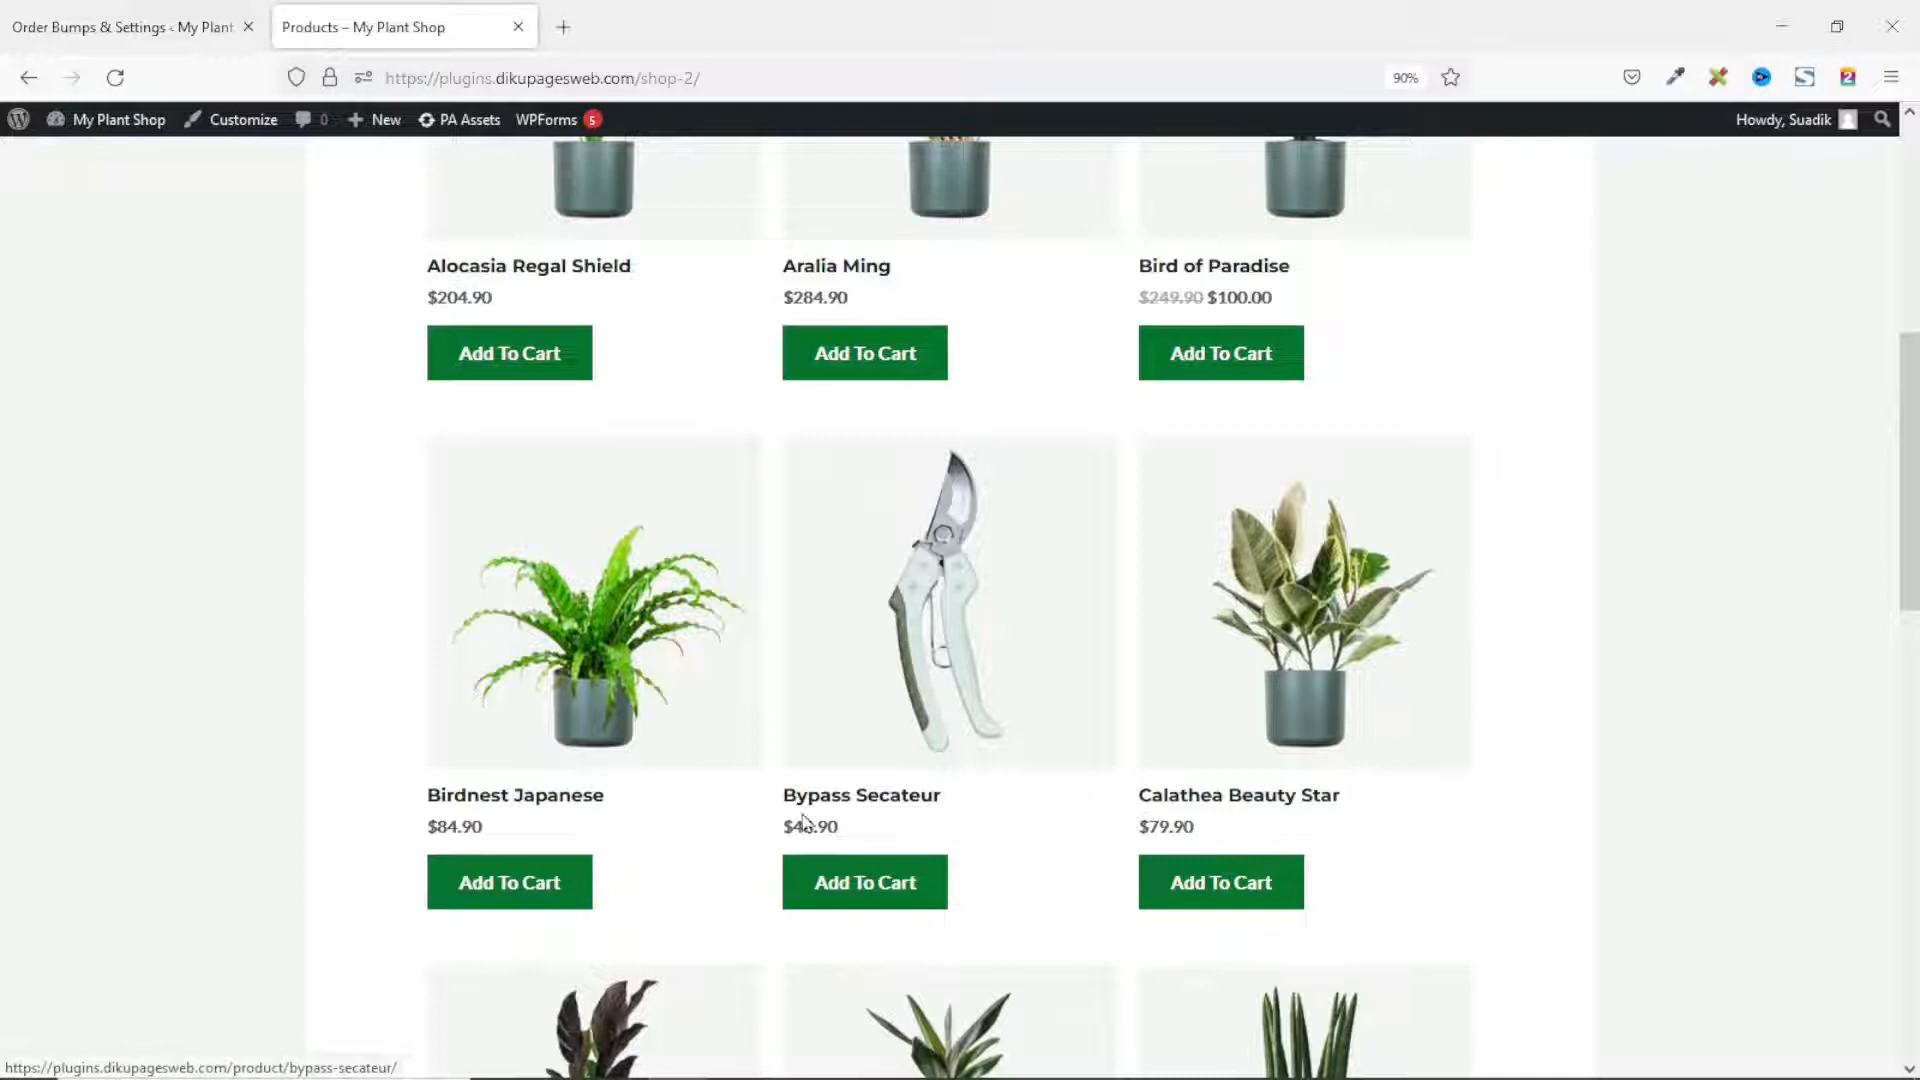 Order Bumps & Settings ‹ My Plant
Products – My Plant Shop
https://plugins.dikupagesweb.com/shop-2/
90%
2
My Plant Shop
Customize
0
New
PA Assets
WPForms
5
Howdy, Suadik
Alocasia Regal Shield
Aralia Ming
Bird of Paradise
$204.90
$284.90
$249.90 $100.00
Add To Cart
Add To Cart
Add To Cart
Birdnest Japanese
Bypass Secateur
Calathea Beauty Star
$84.90
$79.90
Add To Cart
Add To Cart
Add To Cart
https://plugins.dikupagesweb.com/product/bypass-secateur/